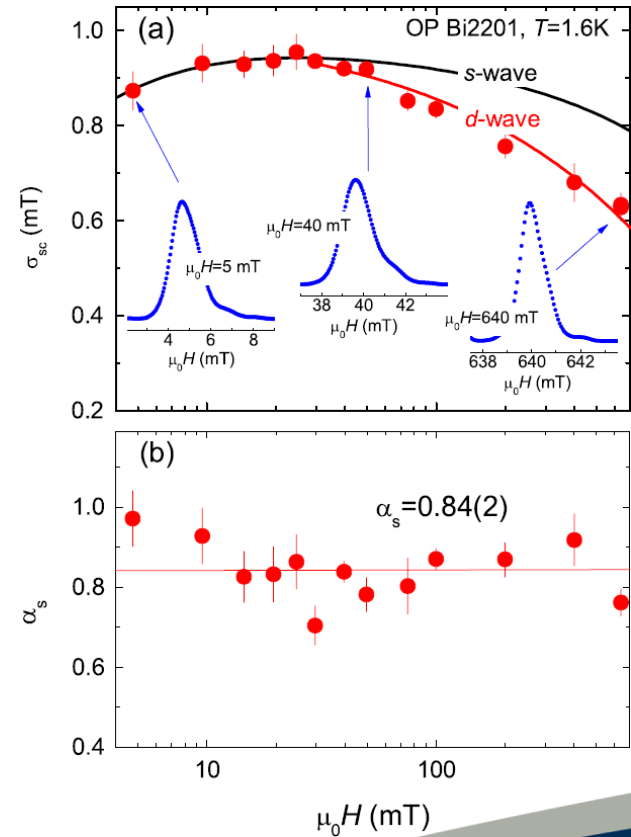 (a)
OP Bi2201, T=1.6K
s-wave
d-wave
1.0
0.8
0.6
0.4
0.2
σsc (mT)
μ0H=5 mT
4 6 8
μ0H (mT)
μ0H=40 mT
38 40 42
μ0H (mT)
μ0H=640 mT
638 640 642
μ0H (mT)
(b)
αs=0.84(2)
1.0
0.8
0.6
0.4
αs
10 100
μ0H (mT)